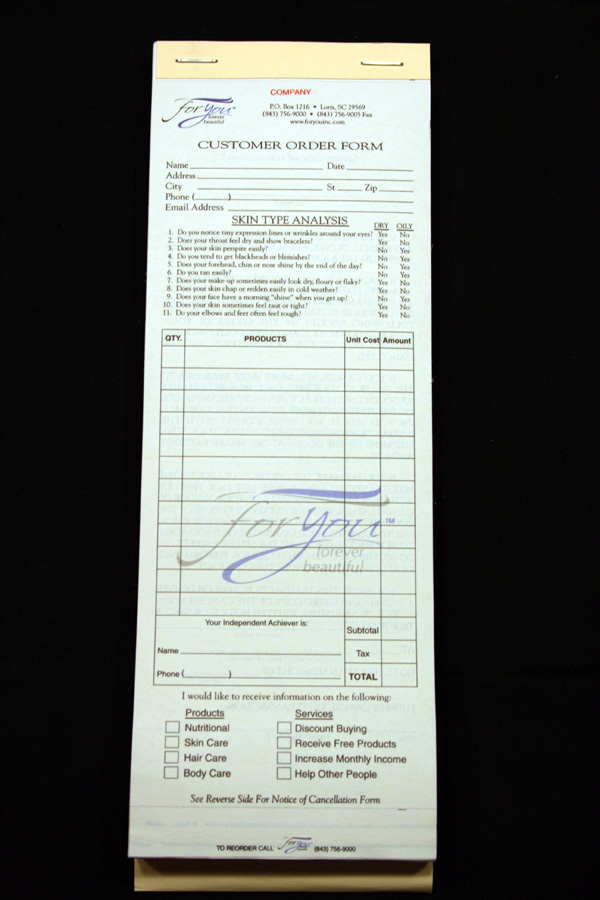 COMPANY
for you
forever
beautiful
P.O. Box 1216 • Loris, SC 29569
(843) 756-9000 • (843) 756-9005 Fax
www.foryouinc.com
CUSTOMER ORDER FORM
Name Date
Address
City St Zip
Phone ( )
Email Address
SKIN TYPE ANALYSIS DRY OILY
1. Do you notice tiny expression lines or wrinkles around your eyes? Yes No
2. Does your throat feel dry and show bracelets? Yes No
3. Does your skin perspire easily? No Yes
4. Do you tend to get blackheads or blemishes? No Yes
5. Does your forehead, chin or nose shine by the end of the day? No Yes
6. Do you tan easily? No Yes
7. Does your make-up sometimes easily look dry, floury or flaky? Yes No
8. Does your skin chap or redden easily in cold weather? Yes No
9. Does your face have a morning "shine" when you get up? No Yes
10. Does your skin sometimes feel taut or tight? Yes No
11. Do your elbows and feet often feel rough? Yes No
QTY. PRODUCTS Unit Cost Amount
for you™
forever
beautiful
Your Independent Achiever is:
Subtotal
Name
Tax
Phone ( )
TOTAL
I would like to receive information on the following:
Products Services
Nutritional Discount Buying
Skin Care Receive Free Products
Hair Care Increase Monthly Income
Body Care Help Other People
See Reverse Side For Notice of Cancellation Form
TO REORDER CALL for you (843) 756-9000